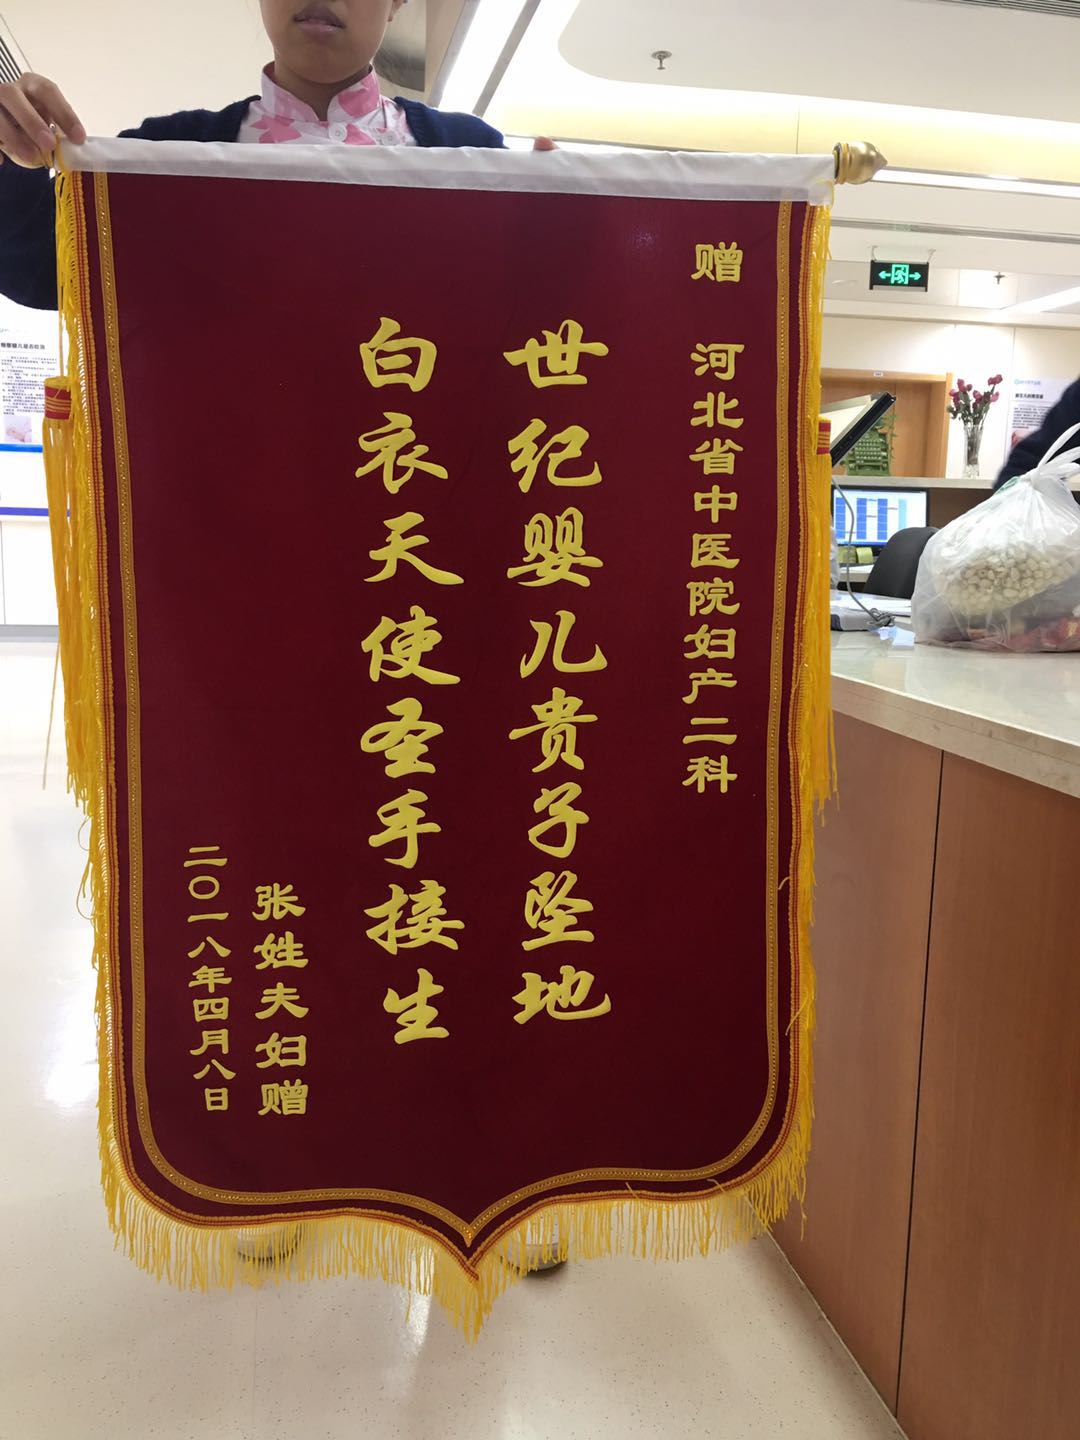 赠 河北省中医院妇产二科
世纪婴儿贵子坠地
白衣天使圣手接生
张姓夫妇赠
二〇一八年四月八日